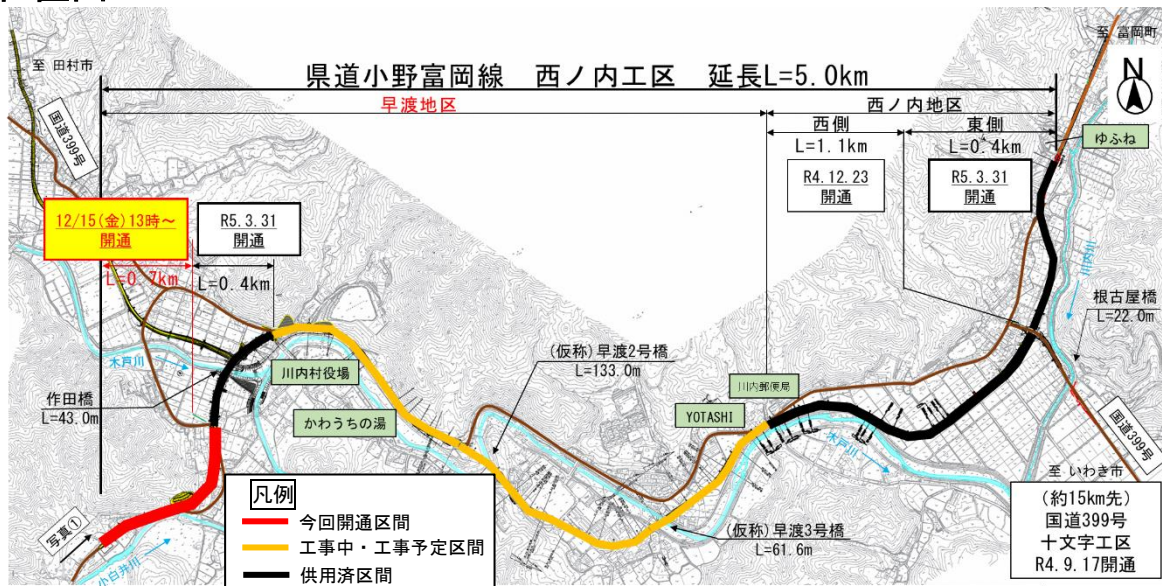 至 田村市
国道399号
至 富岡町
県道小野富岡線 西ノ内工区 延長L=5.0km
N
早渡地区
西ノ内地区
西側
L=1.1km
東側
L=0.4km
ゆふね
R4.12.23
開通
R5.3.31
開通
12/15(金)13時～
開通
R5.3.31
開通
L=0.7km
L=0.4km
川内川
根古屋橋
L=22.0m
木戸川
(仮称)早渡2号橋
L=133.0m
川内村役場
川内郵便局
作田橋
L=43.0m
かわうちの湯
YOTASHI
木戸川
国道399号
至 いわき市
凡例
今回開通区間
工事中・工事予定区間
供用済区間
(仮称)早渡3号橋
L=61.6m
(約15km先)
国道399号
十文字工区
R4.9.17開通
写真①
小白井川